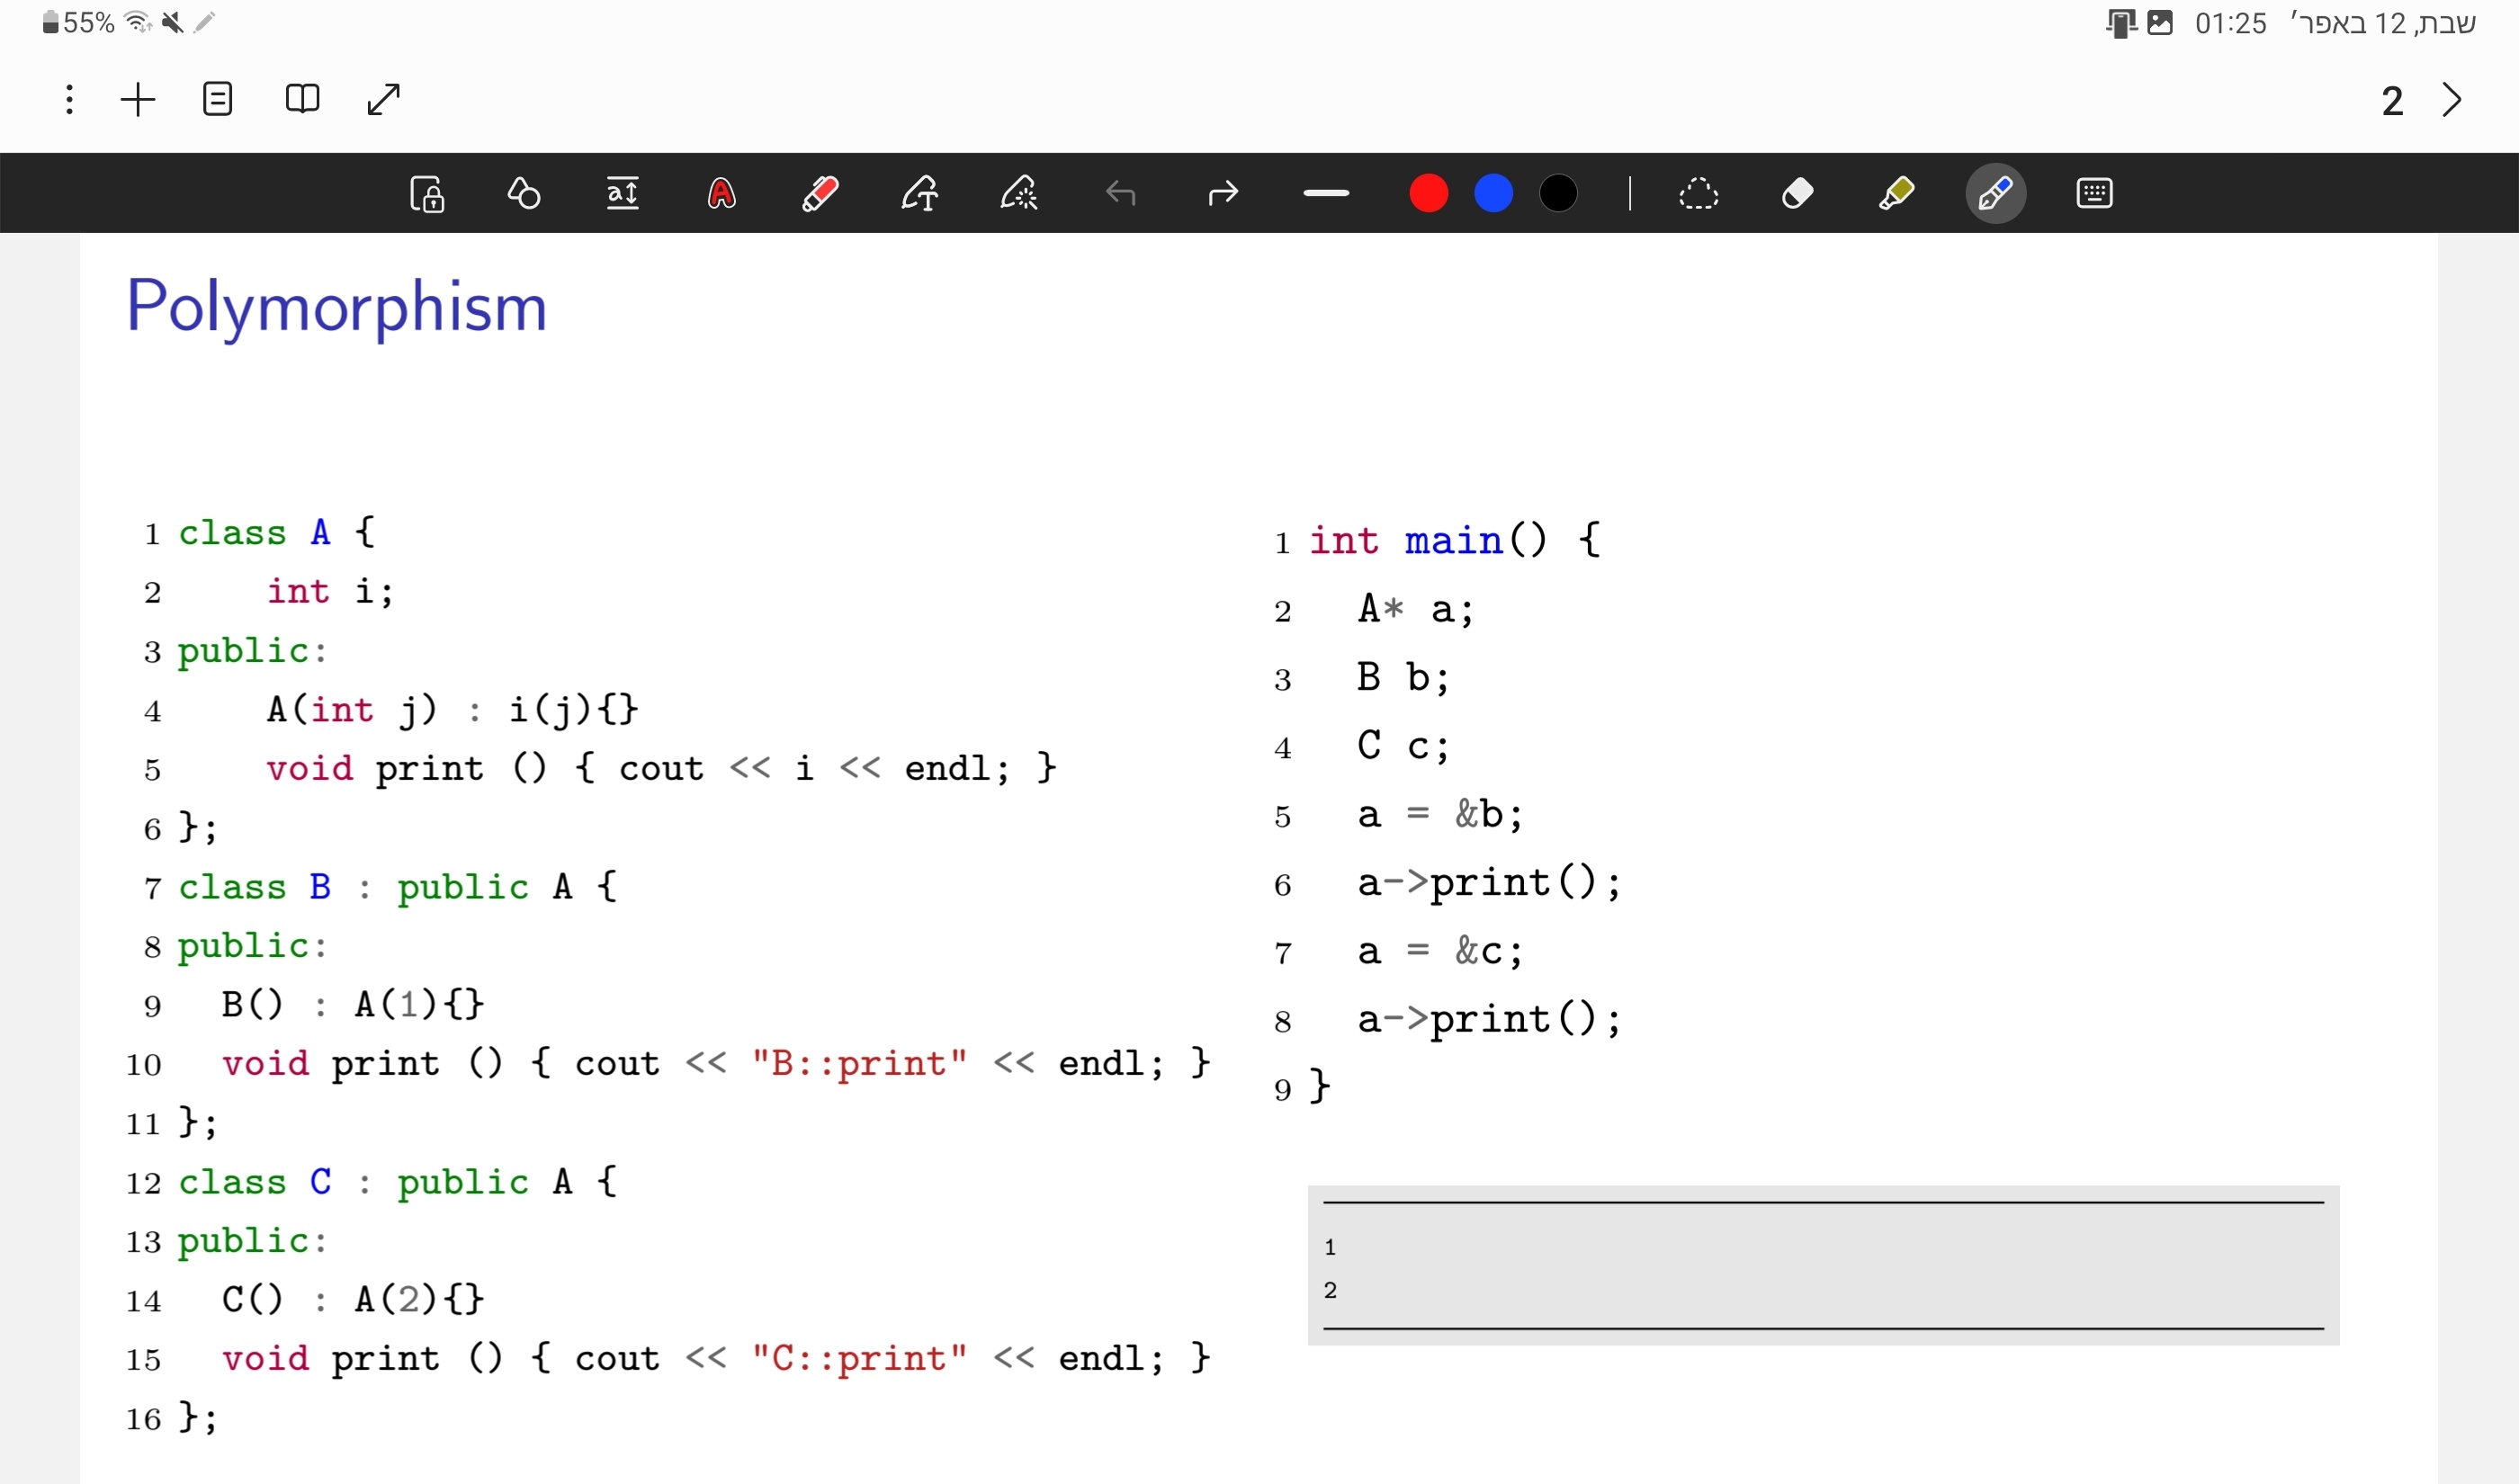 55%
שבת, 12 באפר׳ 01:25
2
Polymorphism
1 class A {
2 int i;
3 public:
4 A(int j) : i(j){}
5 void print () { cout << i << endl; }
6 };
7 class B : public A {
8 public:
9 B() : A(1){}
10 void print () { cout << "B::print" << endl; }
11 };
12 class C : public A {
13 public:
14 C() : A(2){}
15 void print () { cout << "C::print" << endl; }
16 };
1 int main() {
2 A* a;
3 B b;
4 C c;
5 a = &b;
6 a->print();
7 a = &c;
8 a->print();
9 }
1
2